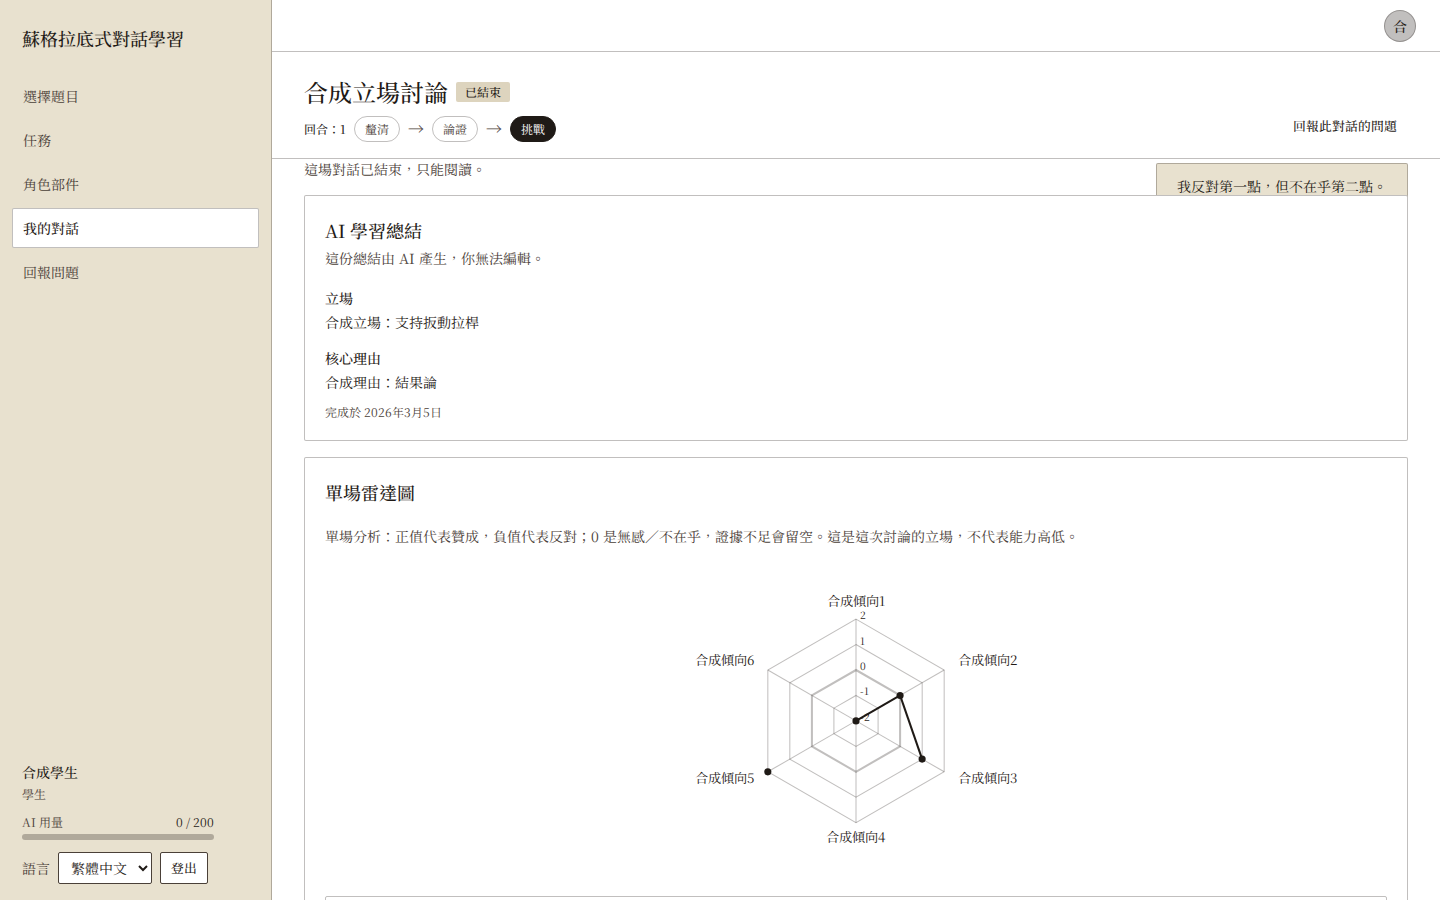 蘇格拉底式對話學習
選擇題目
任務
角色部件
我的對話
回報問題
合成學生
學生
AI 用量 0 / 200
語言 繁體中文 登出
合
合成立場討論 已結束
回合：1 釐清 → 論證 → 挑戰
回報此對話的問題
這場對話已結束，只能閱讀。
我反對第一點，但不在乎第二點。
AI 學習總結
這份總結由 AI 產生，你無法編輯。
立場
合成立場：支持扳動拉桿
核心理由
合成理由：結果論
完成於 2026年3月5日
單場雷達圖
單場分析：正值代表贊成，負值代表反對；0 是無感／不在乎，證據不足會留空。這是這次討論的立場，不代表能力高低。
合成傾向1
2
1
0
-1
-2
合成傾向2
合成傾向3
合成傾向4
合成傾向5
合成傾向6